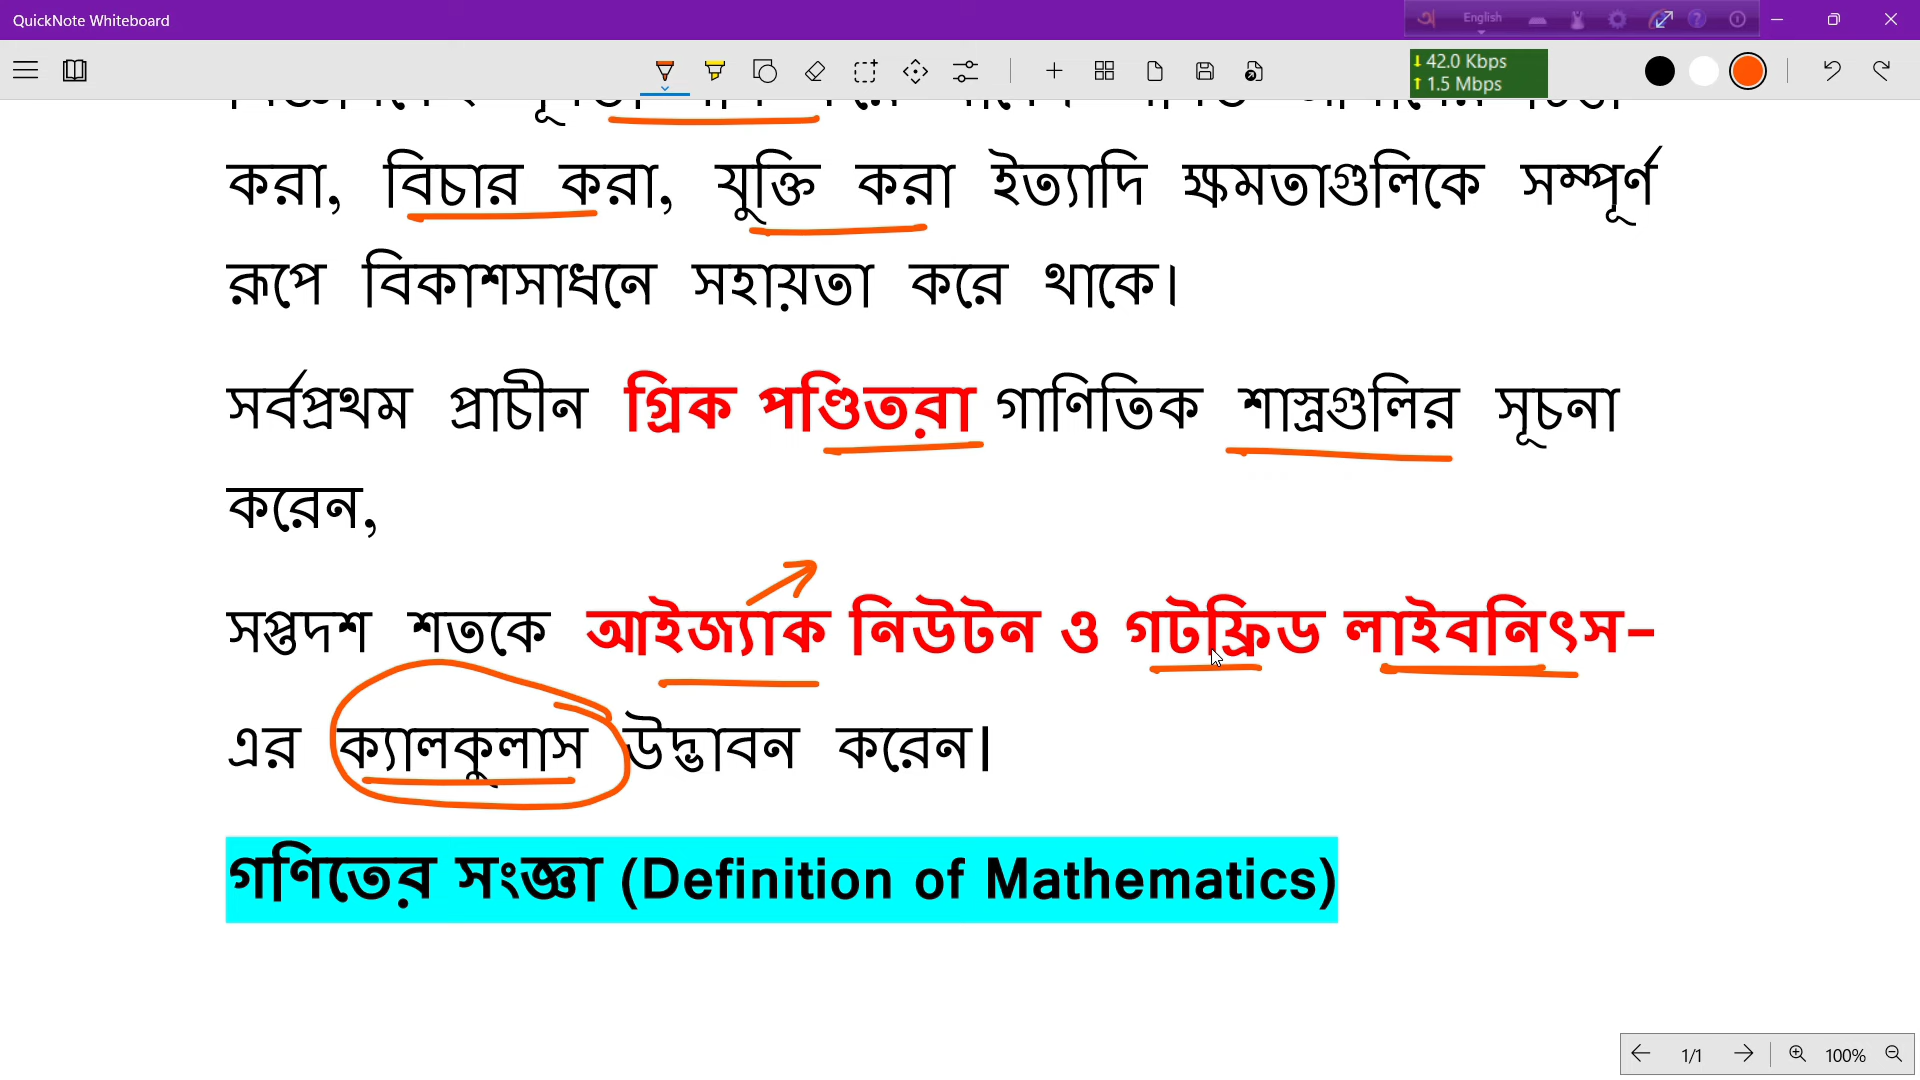 QuickNote Whiteboard
English
42.0 Kbps
1.5 Mbps
করা, বিচার করা, যুক্তি করা ইত্যাদি ক্ষমতাগুলিকে সম্পূর্ণ
রূপে বিকাশসাধনে সহায়তা করে থাকে।
সর্বপ্রথম প্রাচীন গ্রিক পণ্ডিতরা গাণিতিক শাস্ত্রগুলির সূচনা
করেন,
সপ্তদশ শতকে আইজ্যাক নিউটন ও গটফ্রিড লাইবনিৎস-
এর ক্যালকুলাস উদ্ভাবন করেন।
গণিতের সংজ্ঞা (Definition of Mathematics)
1/1
100%